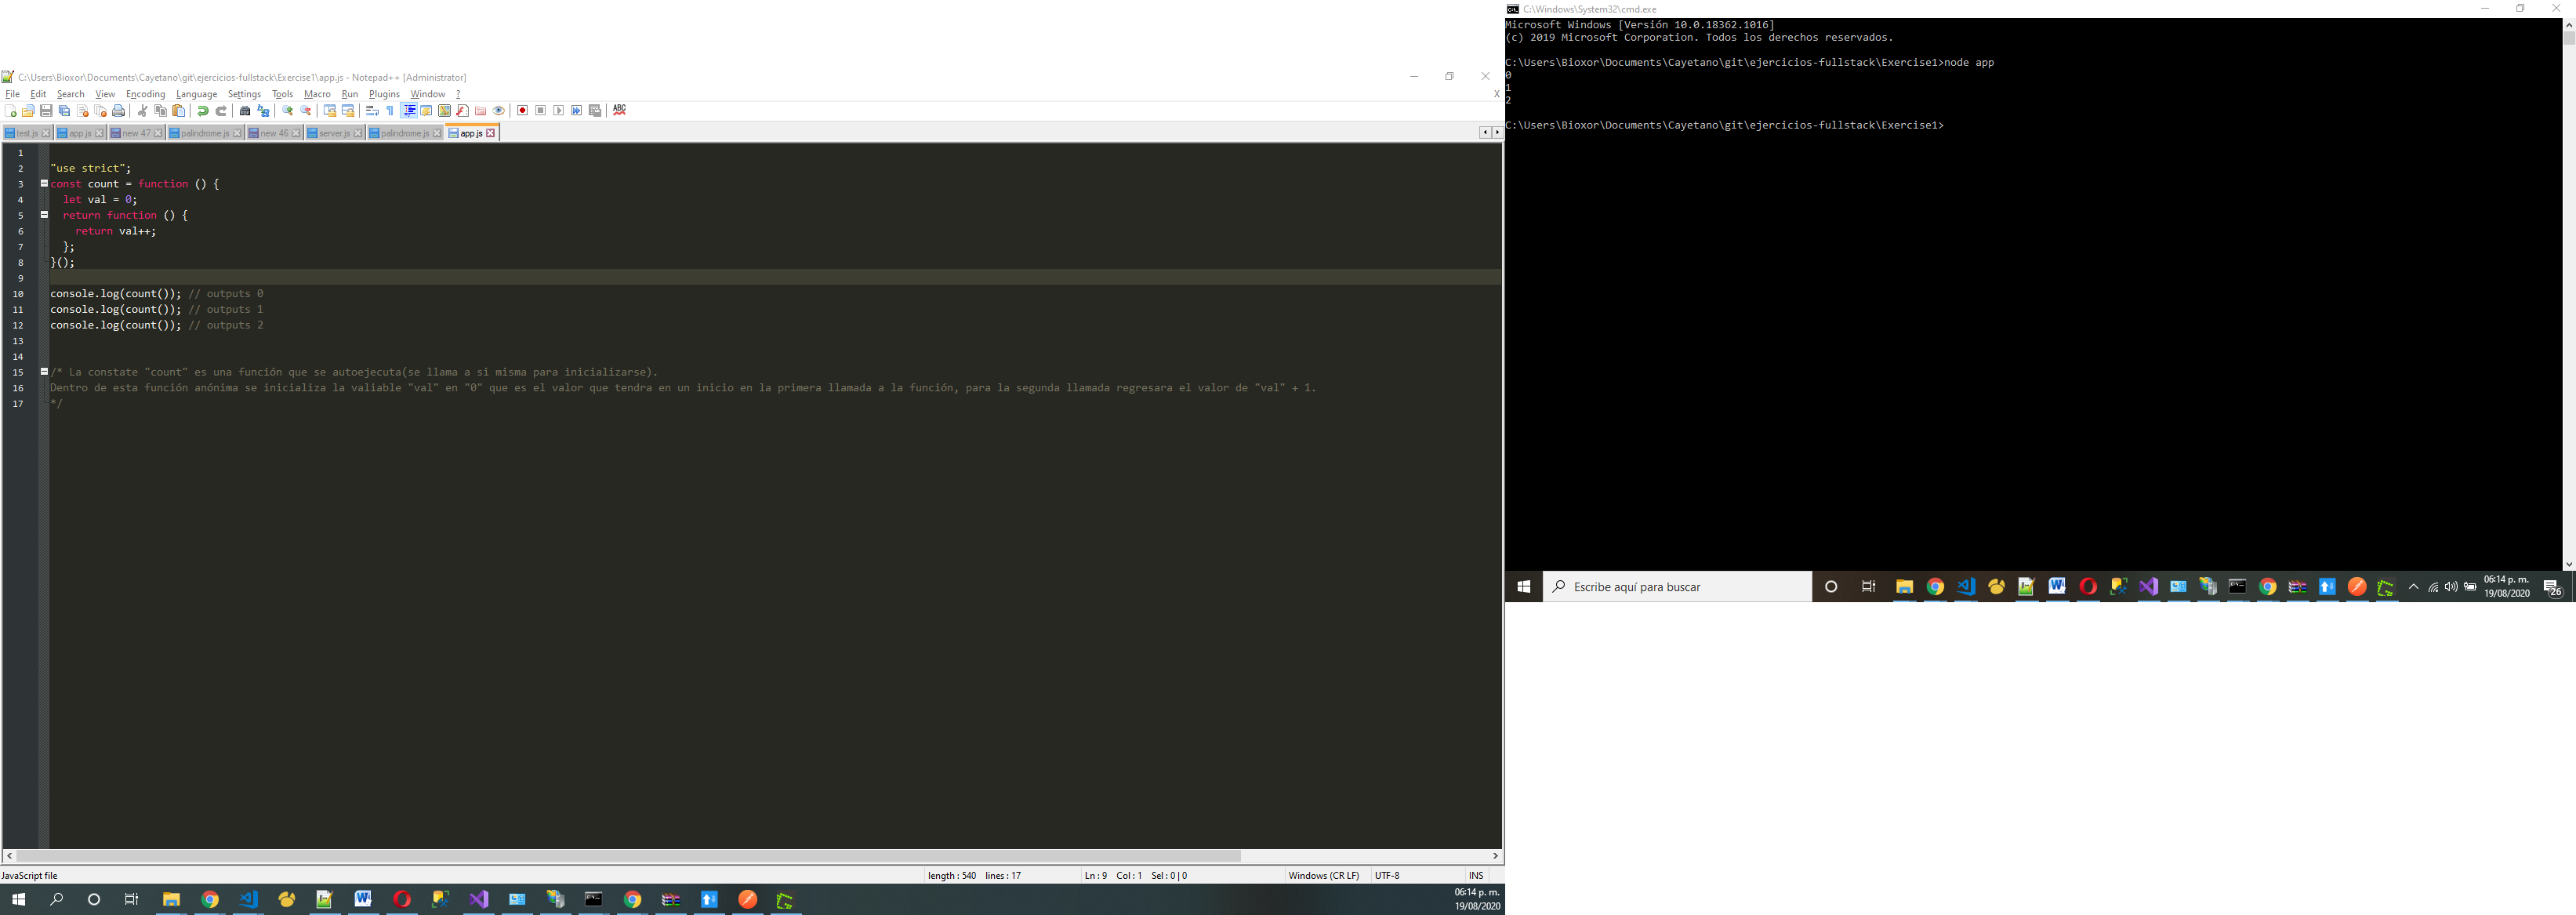 C:\Users\Bioxor\Documents\Cayetano\git\ejercicios-fullstack\Exercise1\app.js - Notepad++ [Administrator]
File Edit Search View Encoding Language Settings Tools Macro Run Plugins Window ?
X
ABC
test.js app.js new 47 palindrome.js new 46 server.js palindrome.js app.js
1
2 "use strict";
3 const count = function () {
4 let val = 0;
5 return function () {
6 return val++;
7 };
8 }();
9
10 console.log(count()); // outputs 0
11 console.log(count()); // outputs 1
12 console.log(count()); // outputs 2
13
14
15 /* La constate "count" es una función que se autoejecuta(se llama a si misma para inicializarse).
16 Dentro de esta función anónima se inicializa la valiable "val" en "0" que es el valor que tendra en un inicio en la primera llamada a la función, para la segunda llamada regresara el valor de "val" + 1.
17 */
JavaScript file length : 540 lines : 17 Ln : 9 Col : 1 Sel : 0 | 0 Windows (CR LF) UTF-8 INS
06:14 p. m.
19/08/2020
C:\Windows\System32\cmd.exe
Microsoft Windows [Versión 10.0.18362.1016]
(c) 2019 Microsoft Corporation. Todos los derechos reservados.
C:\Users\Bioxor\Documents\Cayetano\git\ejercicios-fullstack\Exercise1>node app
0
1
2
C:\Users\Bioxor\Documents\Cayetano\git\ejercicios-fullstack\Exercise1>
Escribe aquí para buscar
06:14 p. m.
19/08/2020
26